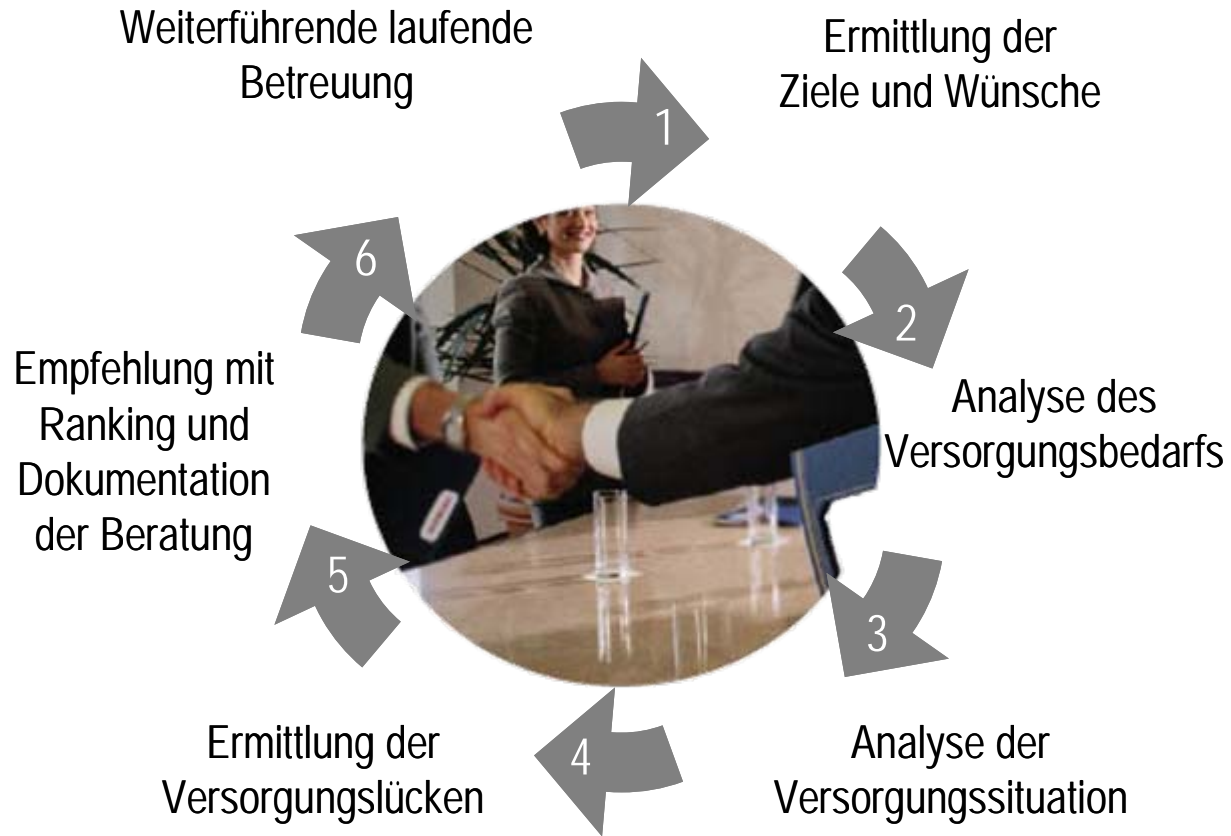 Weiterführende laufende
Betreuung
1
Ermittlung der
Ziele und Wünsche
2
Analyse des
Versorgungsbedarfs
3
Analyse der
Versorgungssituation
4
Ermittlung der
Versorgungslücken
5
Empfehlung mit
Ranking und
Dokumentation
der Beratung
6